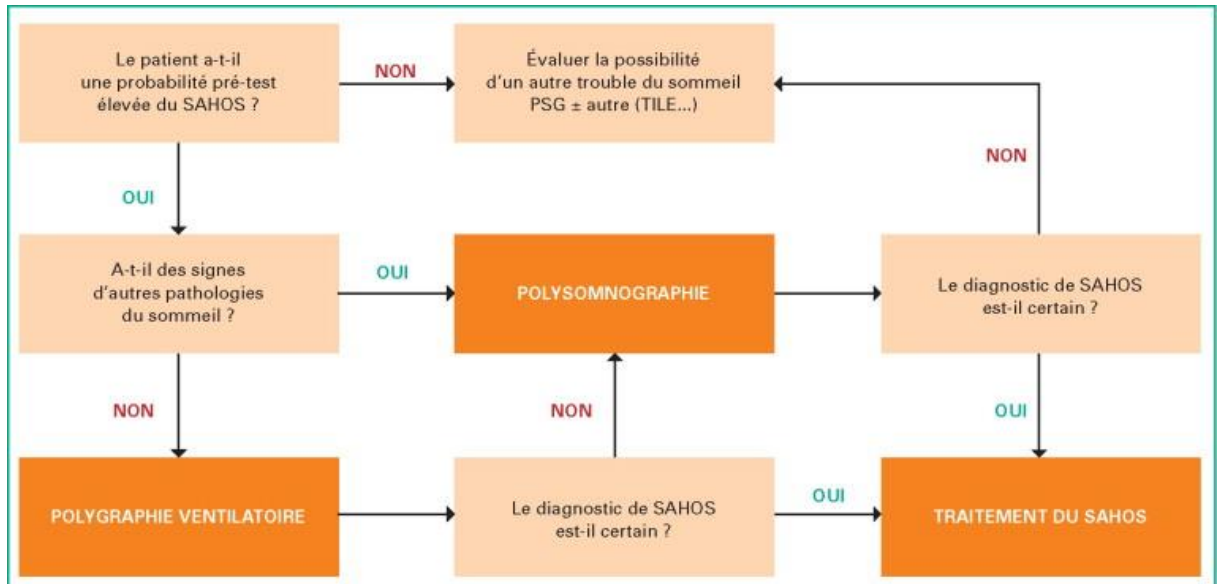 Le patient a-t-il
une probabilité pré-test
élevée du SAHOS ?
NON
Évaluer la possibilité
d'un autre trouble du sommeil
PSG ± autre (TILE...)
OUI
NON
A-t-il des signes
d'autres pathologies
du sommeil ?
OUI
POLYSOMNOGRAPHIE
Le diagnostic de SAHOS
est-il certain ?
NON
NON
OUI
POLYGRAPHIE VENTILATOIRE
Le diagnostic de SAHOS
est-il certain ?
OUI
TRAITEMENT DU SAHOS